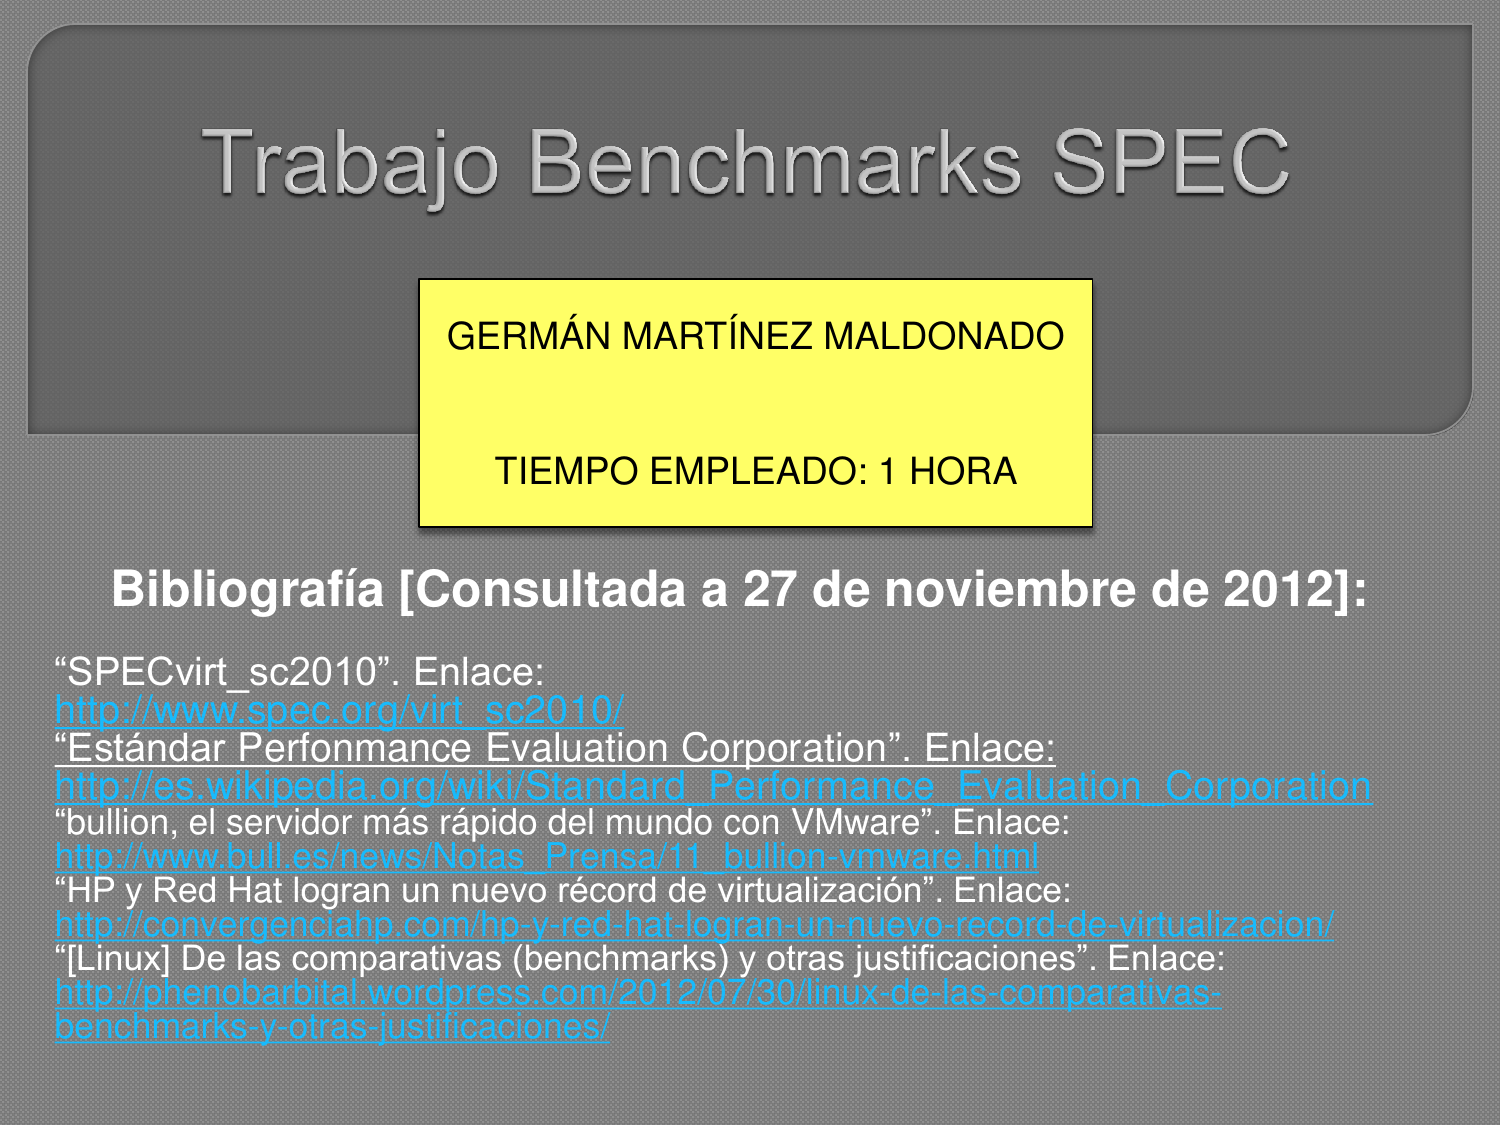 Trabajo Benchmarks SPEC
GERMÁN MARTÍNEZ MALDONADO
TIEMPO EMPLEADO: 1 HORA
Bibliografía [Consultada a 27 de noviembre de 2012]:
“SPECvirt_sc2010”. Enlace:
http://www.spec.org/virt_sc2010/
“Estándar Perfonmance Evaluation Corporation”. Enlace:
http://es.wikipedia.org/wiki/Standard_Performance_Evaluation_Corporation
“bullion, el servidor más rápido del mundo con VMware”. Enlace:
http://www.bull.es/news/Notas_Prensa/11_bullion-vmware.html
“HP y Red Hat logran un nuevo récord de virtualización”. Enlace:
http://convergenciahp.com/hp-y-red-hat-logran-un-nuevo-record-de-virtualizacion/
“[Linux] De las comparativas (benchmarks) y otras justificaciones”. Enlace:
http://phenobarbital.wordpress.com/2012/07/30/linux-de-las-comparativas-
benchmarks-y-otras-justificaciones/